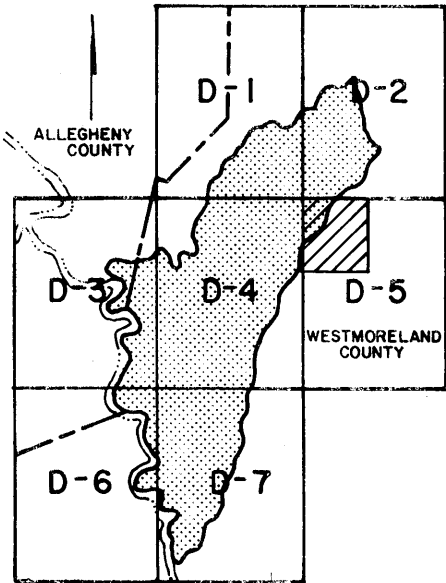 D-1
D-2
ALLEGHENY
COUNTY
D-3
D-4
D-5
WESTMORELAND
COUNTY
D-6
D-7